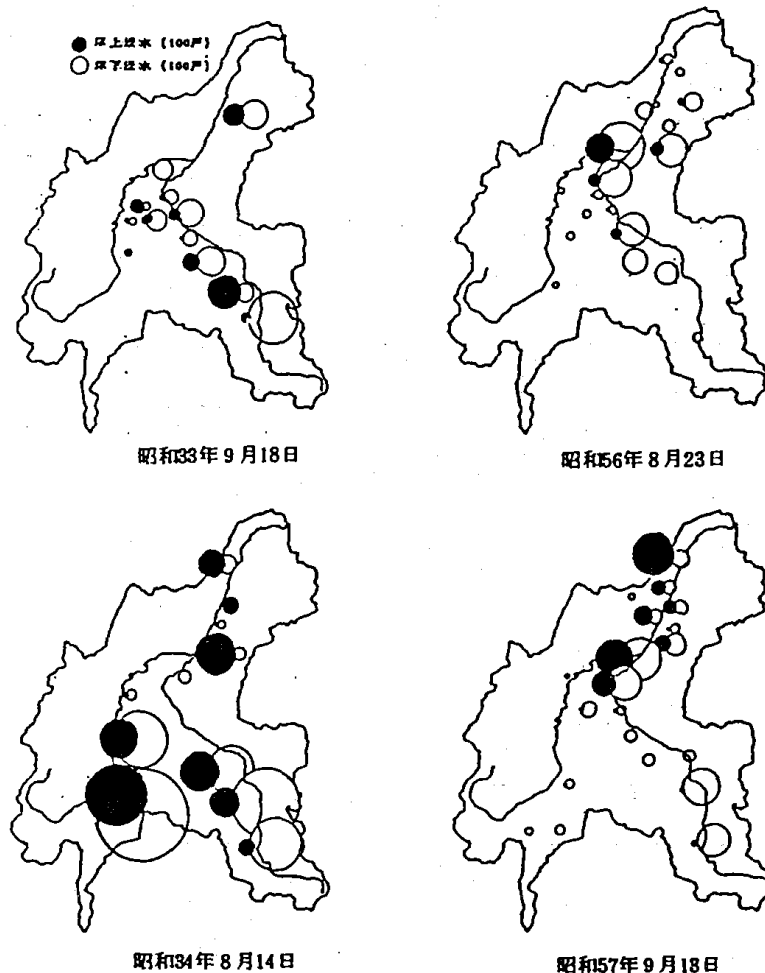 床上浸水 (100戸)
床下浸水 (100戸)
昭和33年9月18日
昭和56年8月23日
昭和34年8月14日
昭和57年9月13日